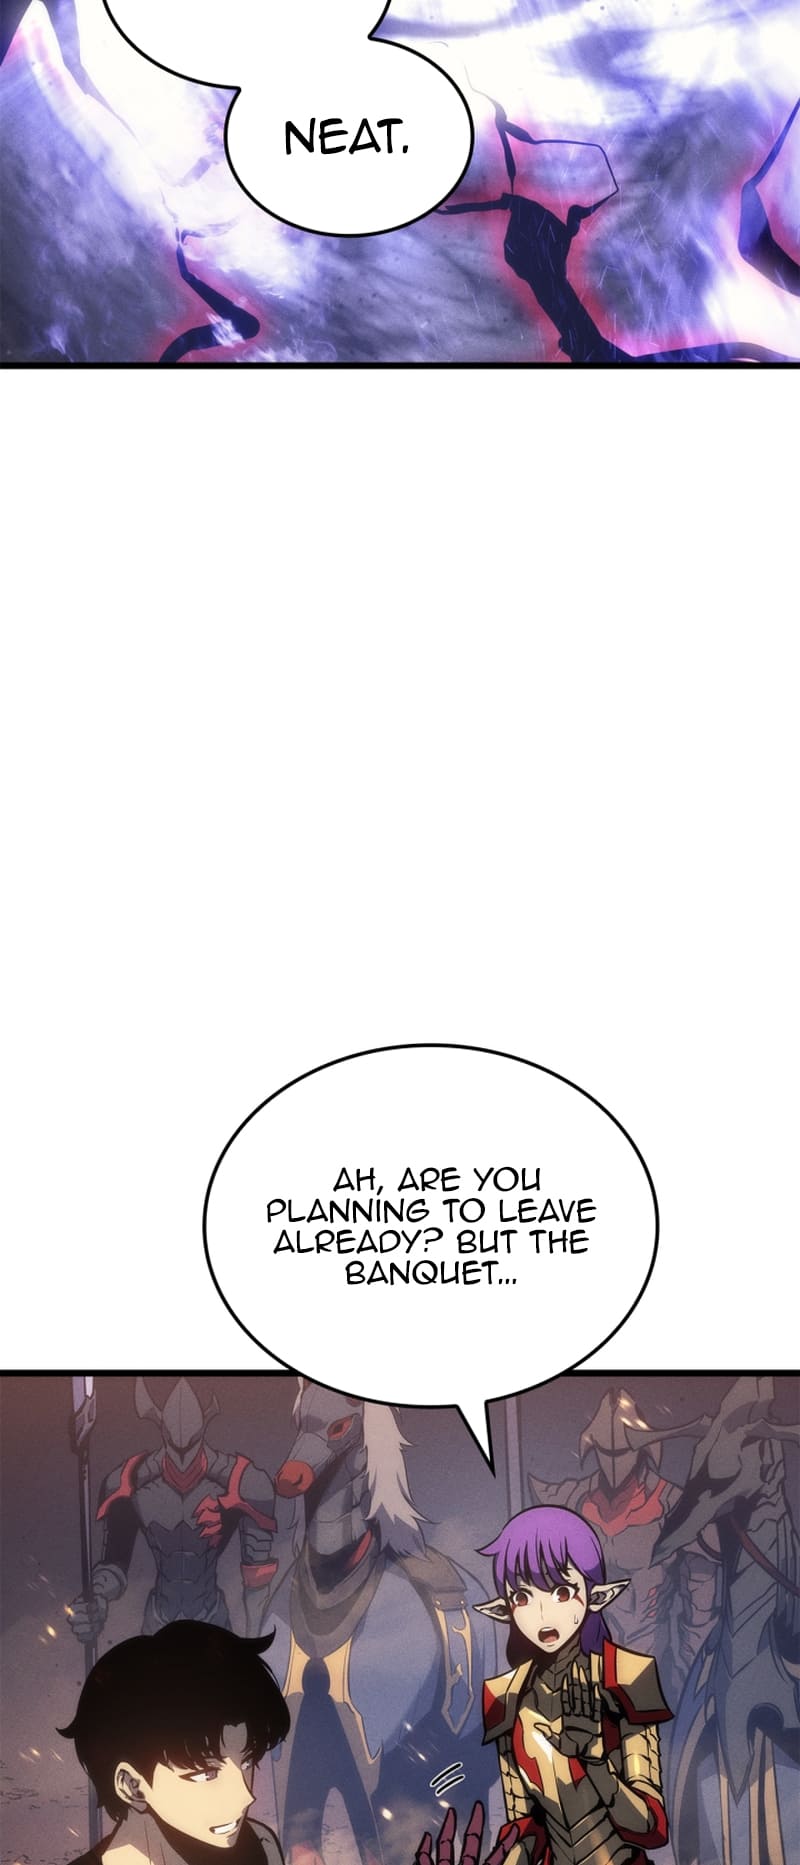 NEAT.
AH, ARE YOU
PLANNING TO LEAVE
ALREADY? BUT THE
BANQUET...